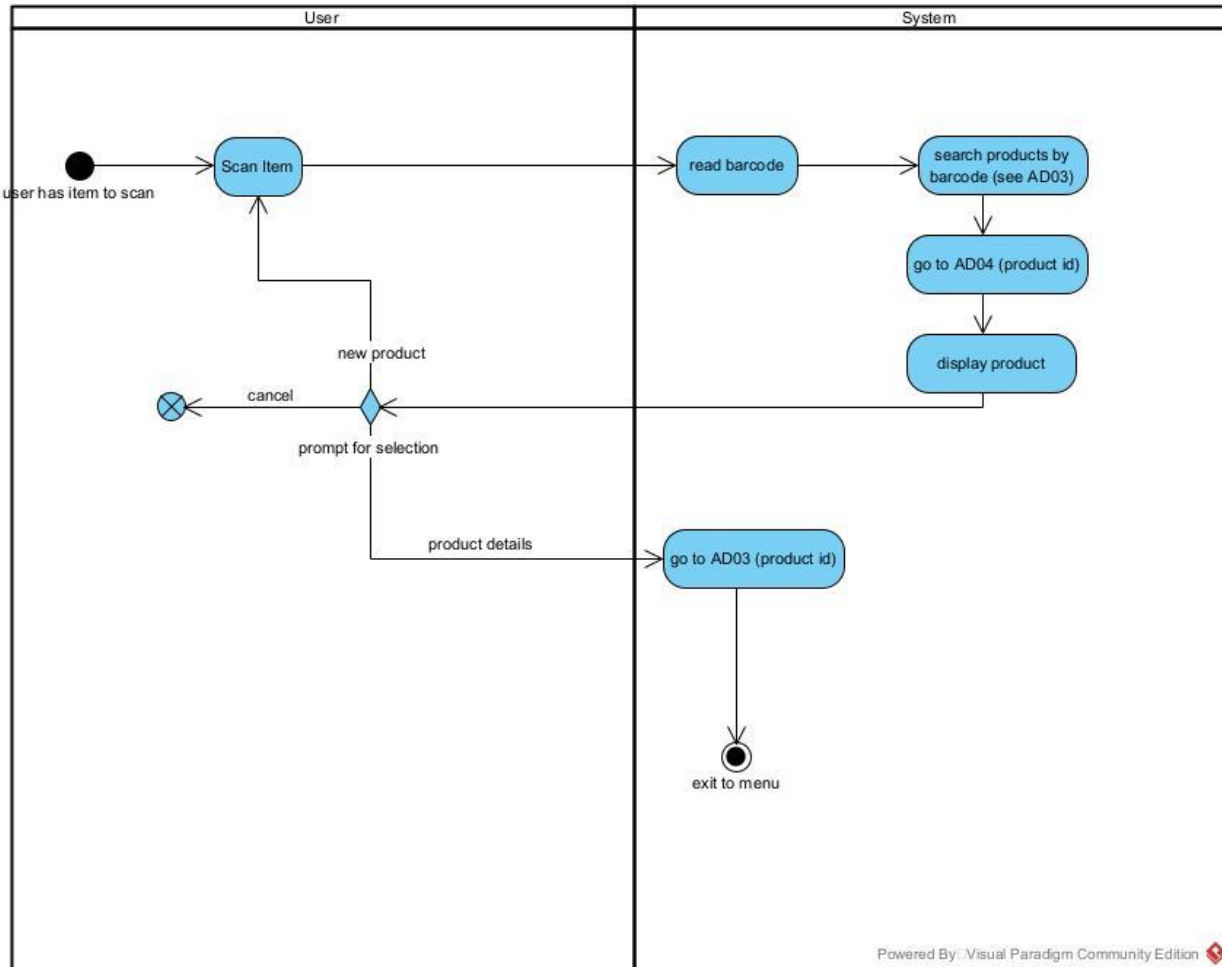 User
System
Scan Item
read barcode
search products by
barcode (see AD03)
user has item to scan
go to AD04 (product id)
new product
display product
cancel
prompt for selection
product details
go to AD03 (product id)
exit to menu
Powered By Visual Paradigm Community Edition